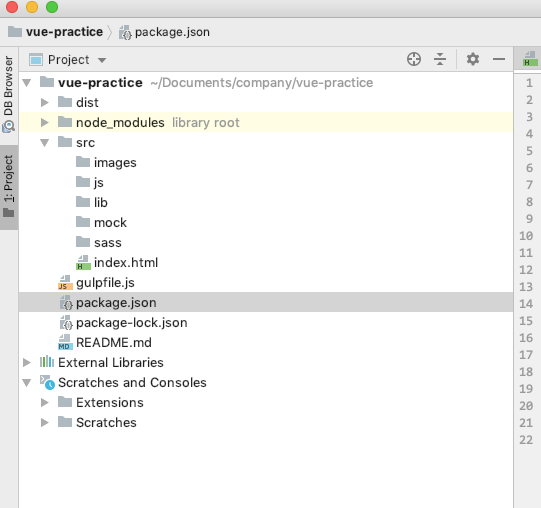 vue-practice package.json
DB Browser
1: Project
Project
vue-practice ~/Documents/company/vue-practice
dist
node_modules library root
src
images
js
lib
mock
sass
H index.html
JS gulpfile.js
package.json
package-lock.json
MD README.md
External Libraries
Scratches and Consoles
Extensions
Scratches
H
1
2
3
4
5
6
7
8
9
10
11
12
13
14
15
16
17
18
19
20
21
22